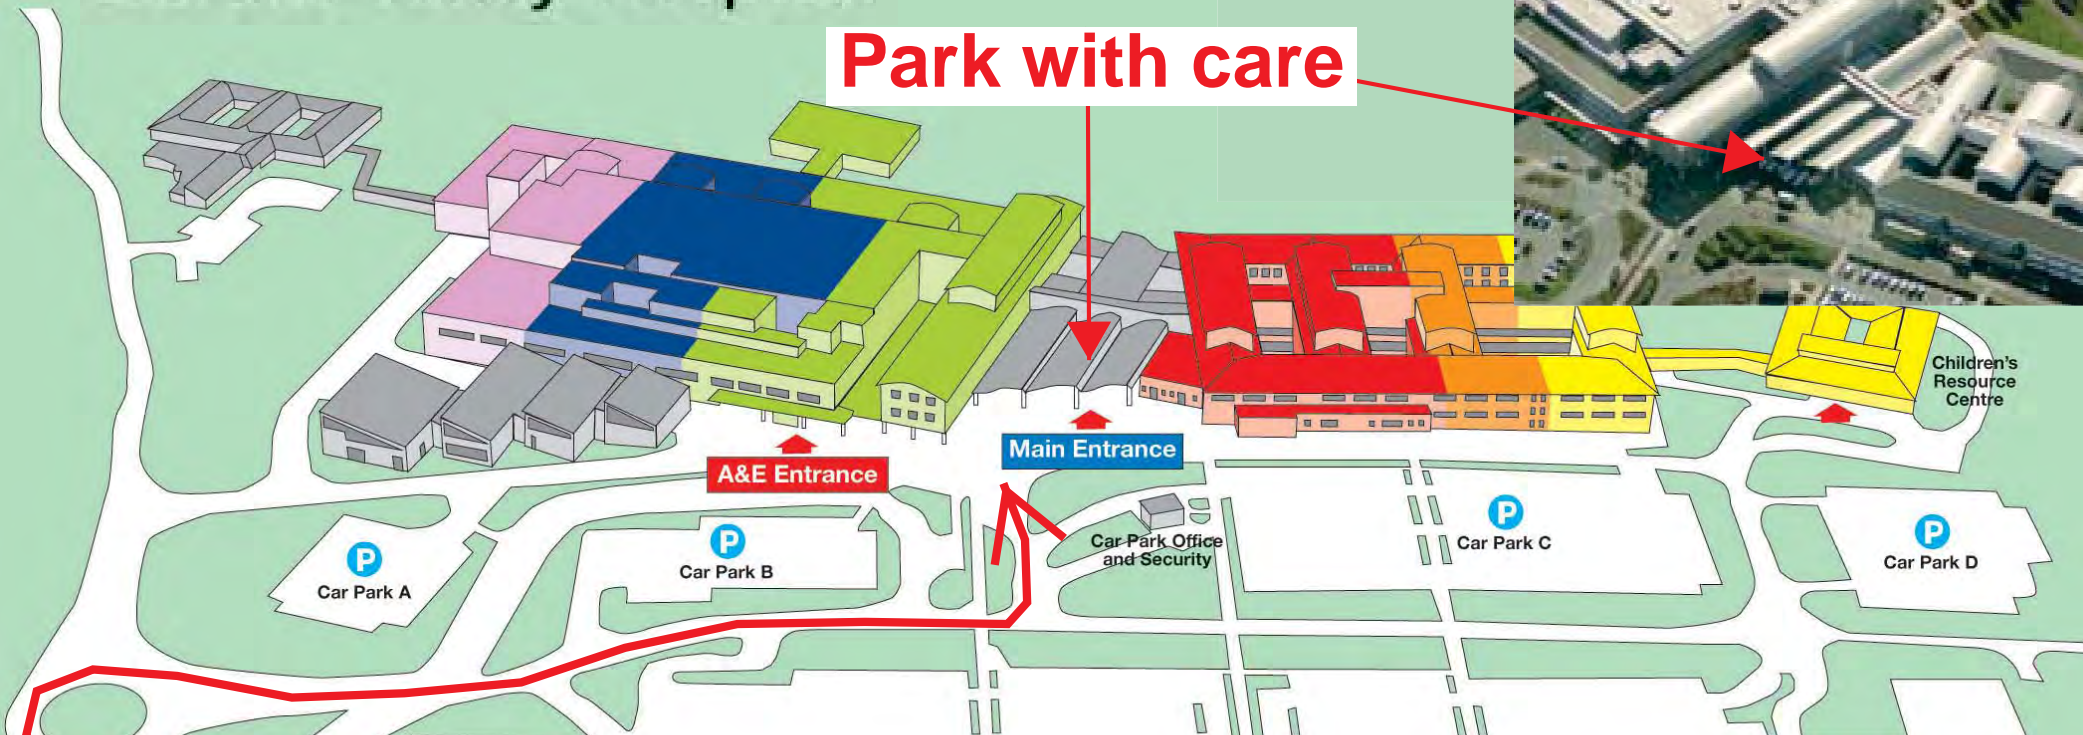 Park with care
Children's
Resource
Centre
Main Entrance
A&E Entrance
P
Car Park A
P
Car Park B
Car Park Office
and Security
P
Car Park C
P
Car Park D